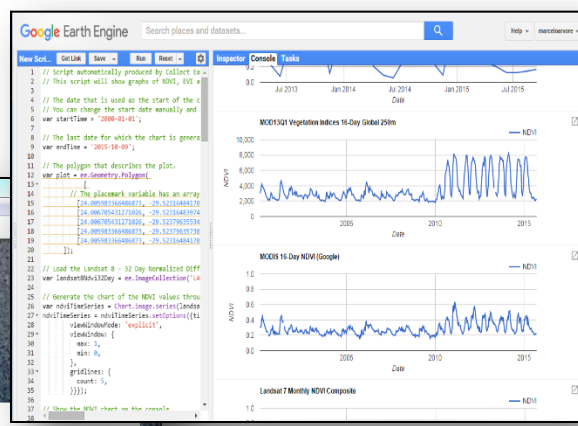 Google Earth Engine
Search places and datasets...
Help
marceloarvore
New Scri...
Get Link
Save
Run
Reset
Inspector
Console
Tasks
1 // Script automatically produced by Collect Ea
2 // This script will show graphs of NDVI, EVI a
3
4 // The date that is used as the start of the c
5 // You can change the start date manually and
6 var startTime = '2000-01-01';
7
8 // The last date for which the chart is genera
9 var endTime = '2015-10-09';
10
11 // The polygon that describes the plot.
12 var plot = ee.Geometry.Polygon(
13 [
14 // The placemark variable has an array
15 [24.005983366486873, -29.52316484170
16 [24.006705431271026, -29.52316483974
17 [24.006705431271026, -29.52379635534
18 [24.005983366486873, -29.52379635730
19 [24.005983366486873, -29.52316484170
20 ]);
21
22 // Load the Landsat 8 - 32 Day Normalized Diff
23 var landsat8Ndvi32Day = ee.ImageCollection('LA
24
25 // Generate the chart of the NDVI values throu
26 var ndviTimeSeries = Chart.image.series(landsa
27 ndviTimeSeries = ndviTimeSeries.setOptions({ti
28 viewWindowMode: 'explicit',
29 viewWindow: {
30 max: 1,
31 min: 0,
32 },
33 gridlines: {
34 count: 5,
35 }}});
36
37 // Show the NDVI chart on the console
38
0.2
0.0
Jul 2013
Jan 2014
Jul 2014
Jan 2015
Jul 2015
Date
MOD13Q1 Vegetation Indices 16-Day Global 250m
NDVI
10,000
8,000
6,000
4,000
2,000
0
NDVI
2005
2010
2015
Date
MODIS 16-Day NDVI (Google)
NDVI
1.0
0.8
0.6
0.4
0.2
0.0
NDVI
2005
2010
2015
Date
Landsat 7 Monthly NDVI Composite
NDVI
1.0
0.8